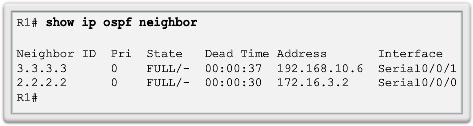 R1# show ip ospf neighbor
Neighbor ID Pri State Dead Time Address Interface
3.3.3.3 0 FULL/- 00:00:37 192.168.10.6 Serial0/0/1
2.2.2.2 0 FULL/- 00:00:30 172.16.3.2 Serial0/0/0
R1#